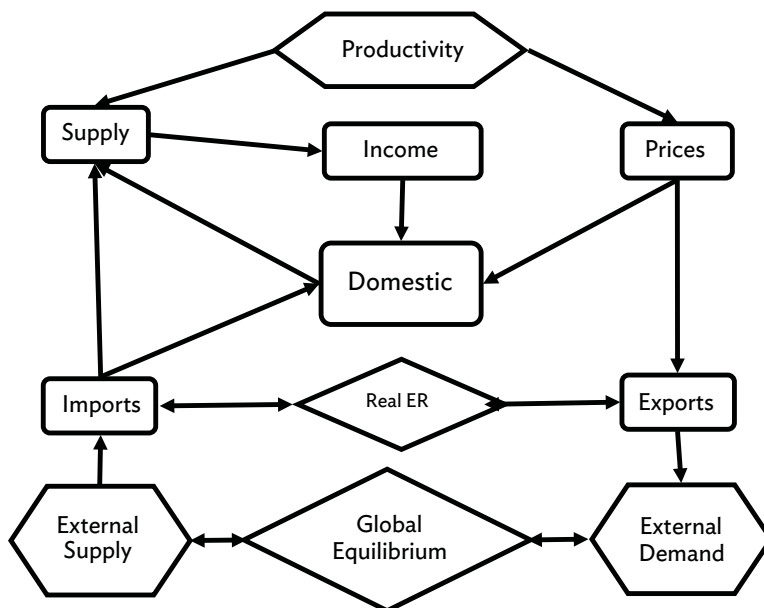 Productivity
Supply
Income
Prices
Domestic
Imports
Real ER
Exports
External
Supply
Global
Equilibrium
External
Demand